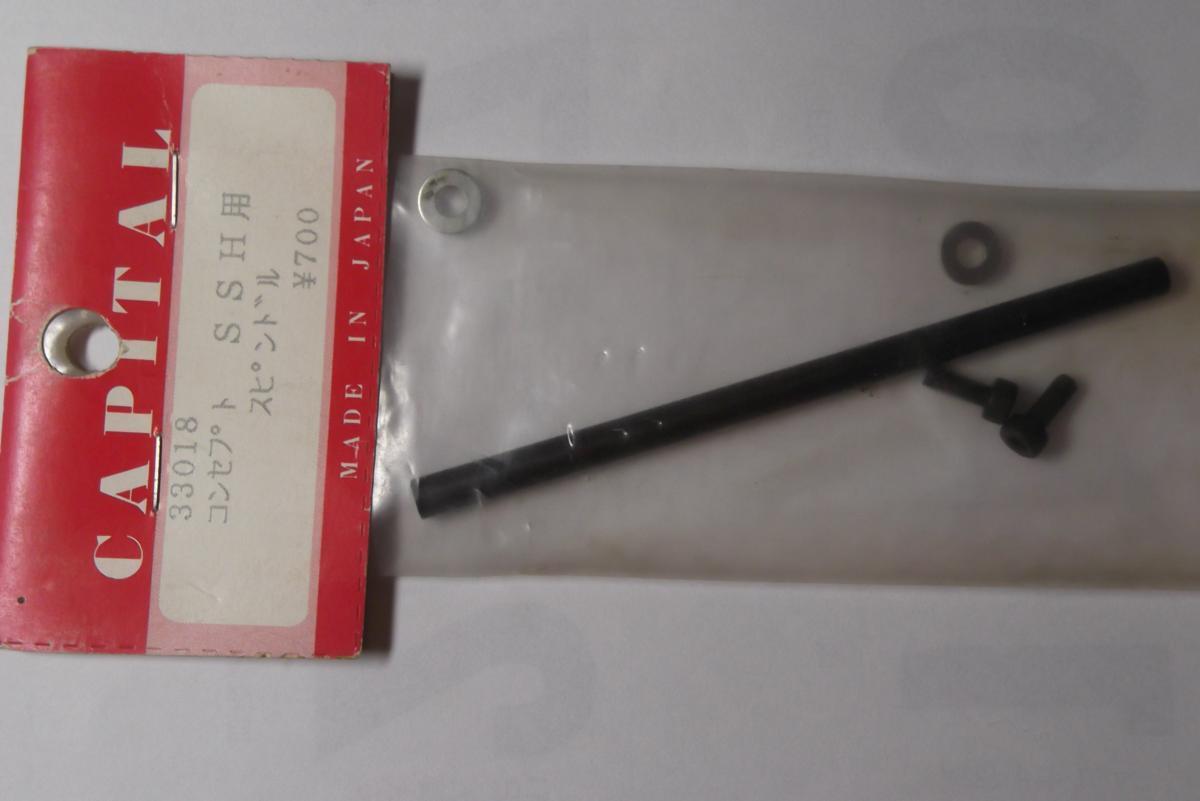 CAPITAL
33018
コンセプト SSH用
スピンドル
¥700
MADE IN JAPAN